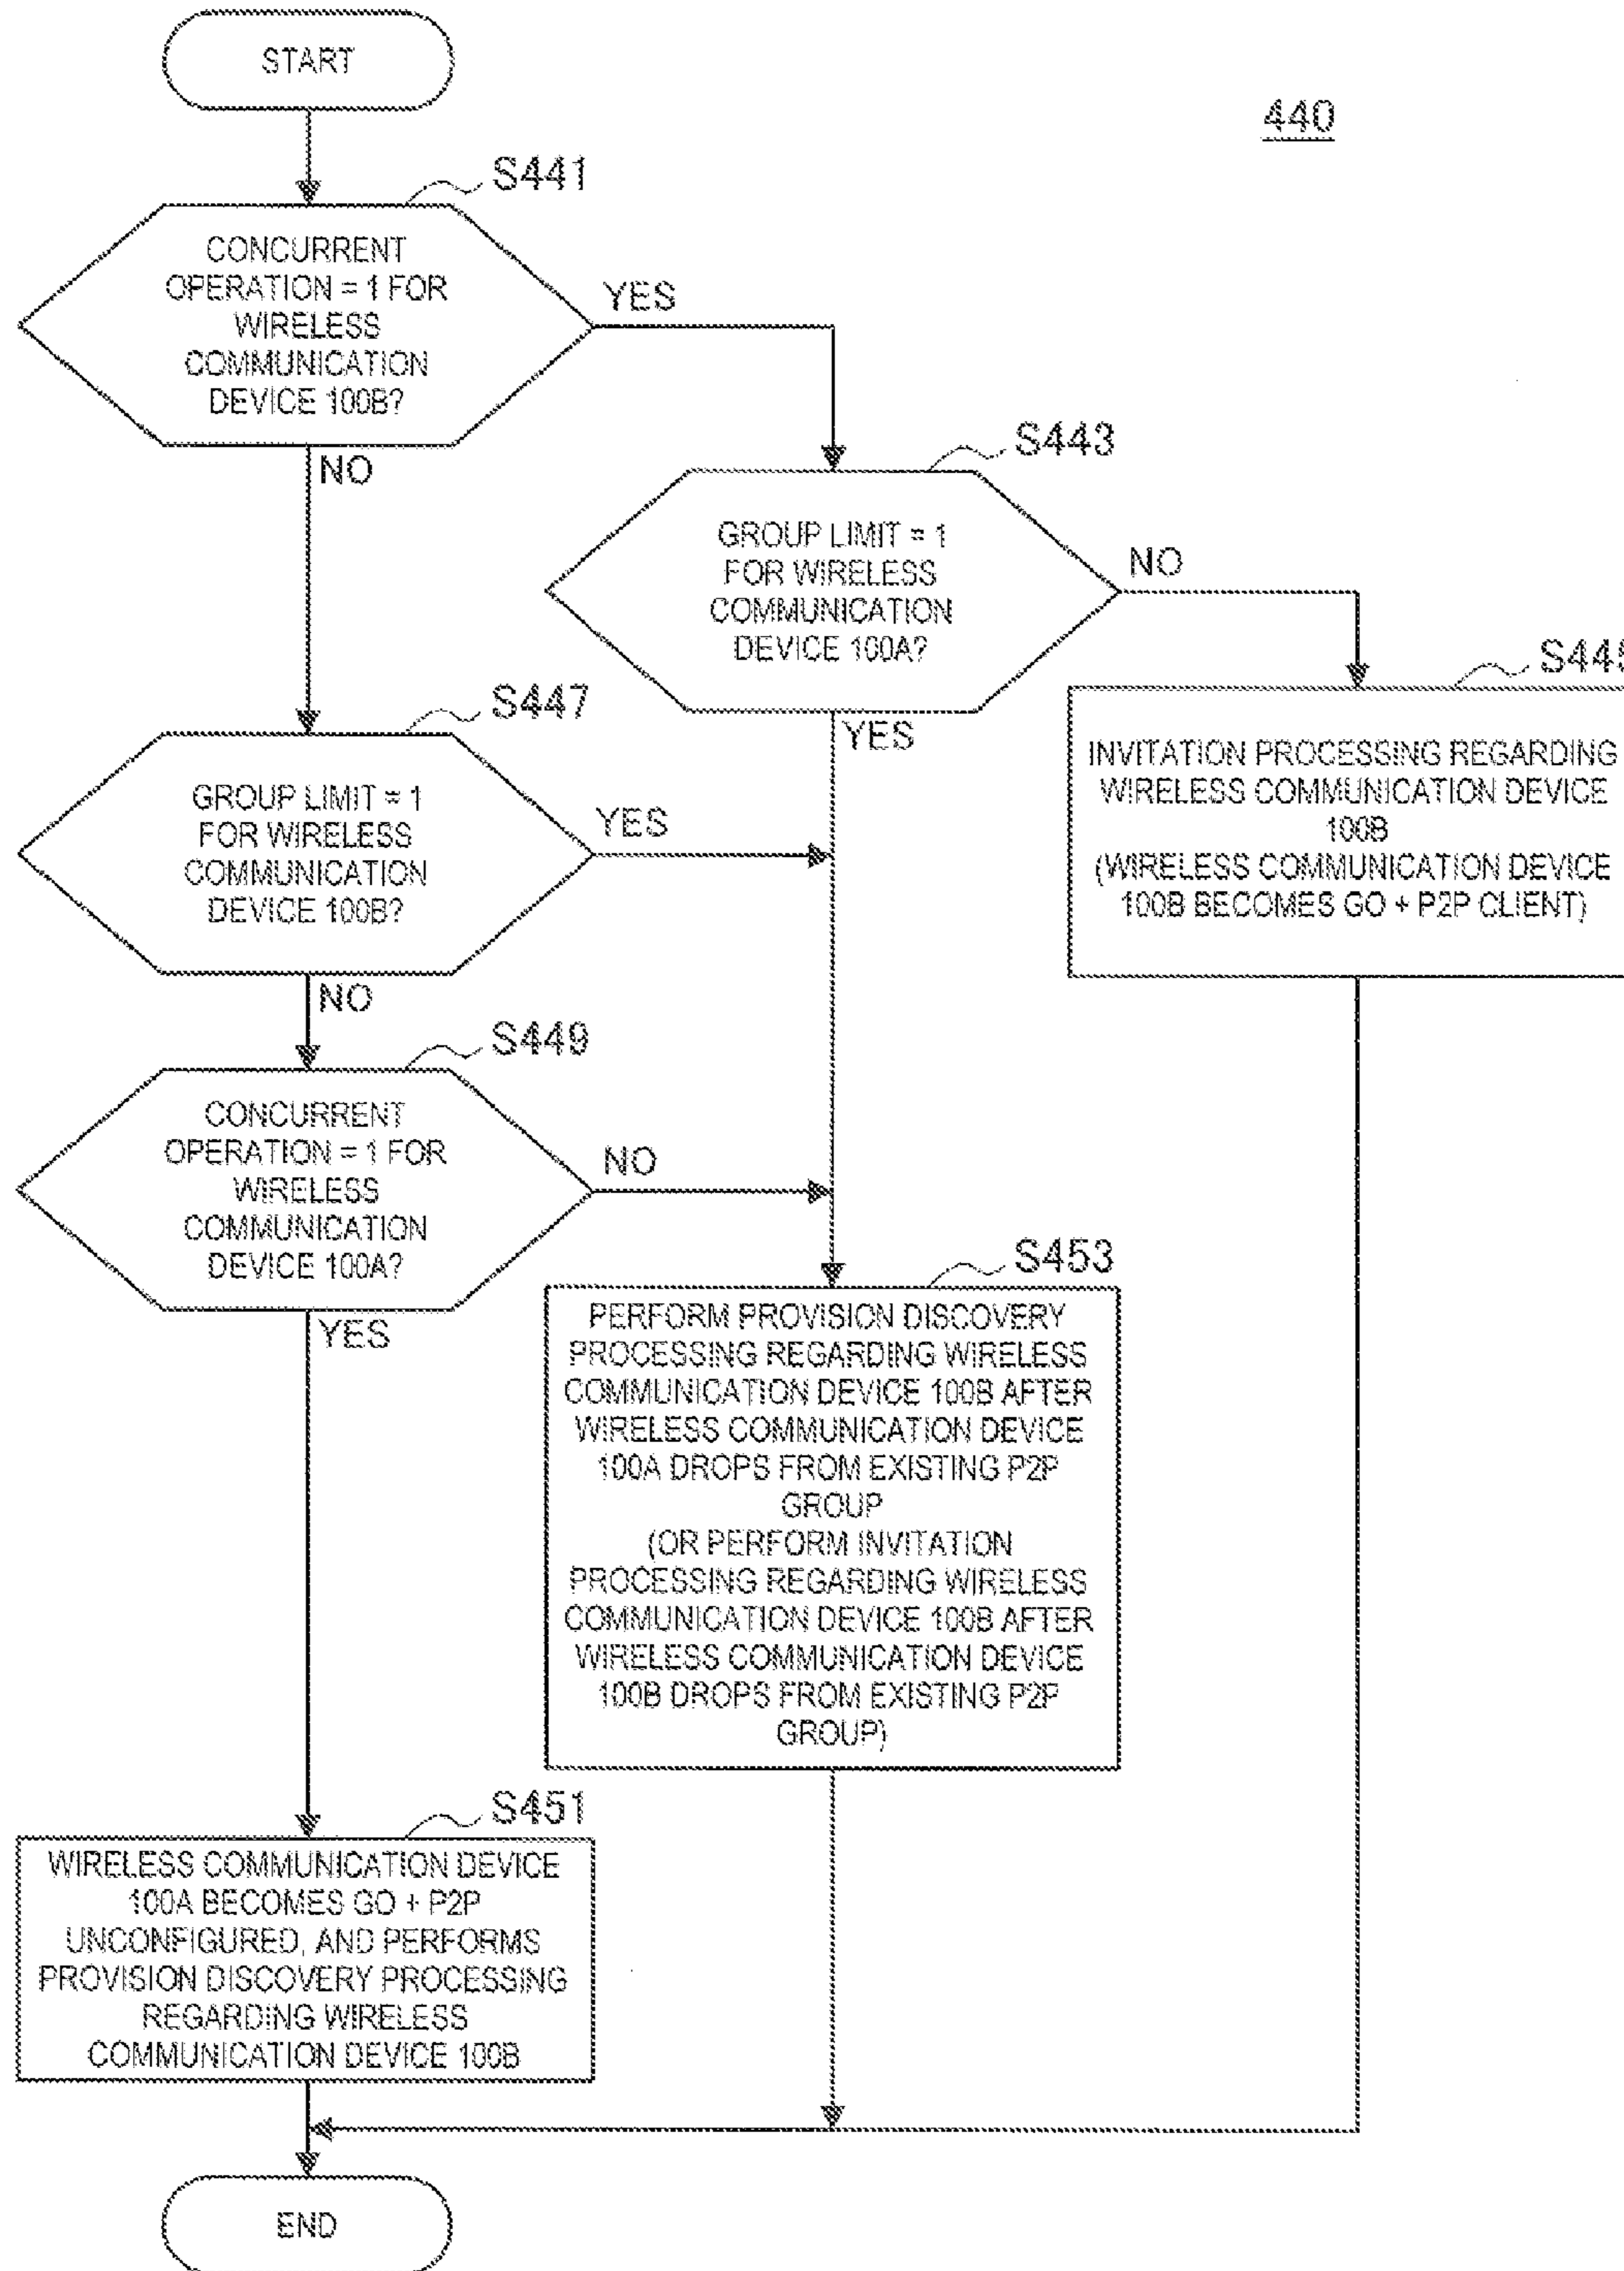 START
440
S441
CONCURRENT
OPERATION = 1 FOR
WIRELESS
COMMUNICATION
DEVICE 100B?
YES
NO
S443
GROUP LIMIT = 1
FOR WIRELESS
COMMUNICATION
DEVICE 100A?
NO
YES
S445
INVITATION PROCESSING REGARDING
WIRELESS COMMUNICATION DEVICE
100B
(WIRELESS COMMUNICATION DEVICE
100B BECOMES GO + P2P CLIENT)
S447
GROUP LIMIT = 1
FOR WIRELESS
COMMUNICATION
DEVICE 100B?
YES
NO
S449
CONCURRENT
OPERATION = 1 FOR
WIRELESS
COMMUNICATION
DEVICE 100A?
NO
YES
S453
PERFORM PROVISION DISCOVERY
PROCESSING REGARDING WIRELESS
COMMUNICATION DEVICE 100B AFTER
WIRELESS COMMUNICATION DEVICE
100A DROPS FROM EXISTING P2P
GROUP
(OR PERFORM INVITATION
PROCESSING REGARDING WIRELESS
COMMUNICATION DEVICE 100B AFTER
WIRELESS COMMUNICATION DEVICE
100B DROPS FROM EXISTING P2P
GROUP)
S451
WIRELESS COMMUNICATION DEVICE
100A BECOMES GO + P2P
UNCONFIGURED, AND PERFORMS
PROVISION DISCOVERY PROCESSING
REGARDING WIRELESS
COMMUNICATION DEVICE 100B
END